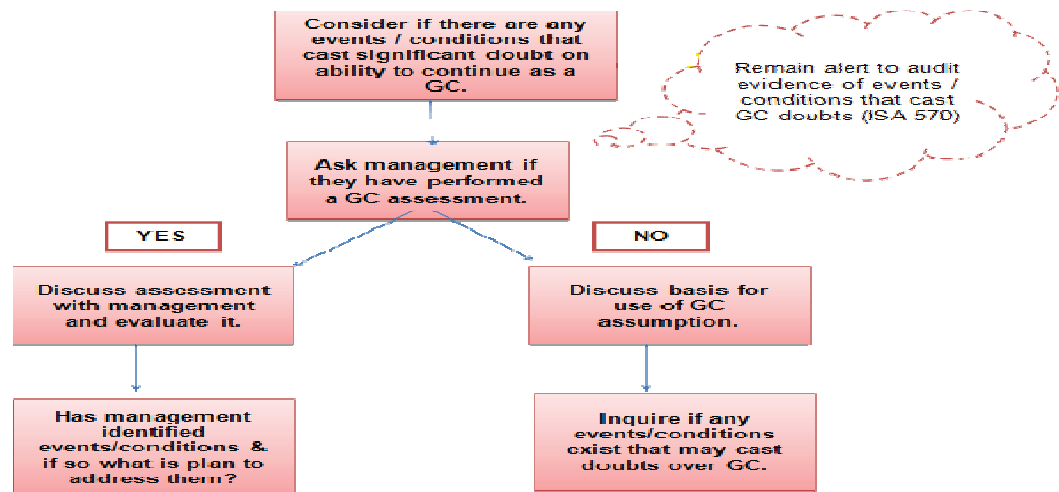 Consider if there are any
events / conditions that
cast significant doubt on
ability to continue as a
GC.
Remain alert to audit
evidence of events /
conditions that cast
GC doubts (ISA 570)
Ask management if
they have performed
a GC assessment.
YES
NO
Discuss assessment
with management
and evaluate it.
Discuss basis for
use of GC
assumption.
Has management
identified
events/conditions &
if so what is plan to
address them?
Inquire if any
events/conditions
exist that may cast
doubts over GC.